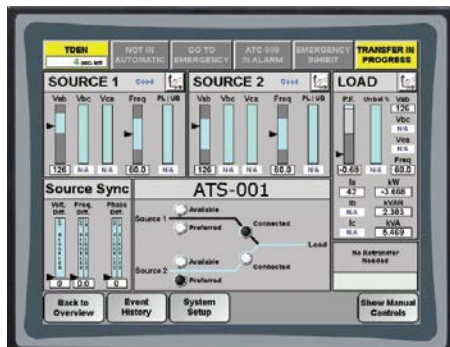 TDEN
4 sec. left
NOT IN
AUTOMATIC
GO TO
EMERGENCY
ATC-900
IN ALARM
EMERGENCY
INHIBIT
TRANSFER IN
PROGRESS
SOURCE 1
Good
SOURCE 2
Good
LOAD
Vab Vbc Vca Freq PL|UB
126 N/A N/A 60.0
Vab Vbc Vca Freq PL|UB
126 N/A N/A 60.0
P.F. Unbal %
-0.68 N/A
Vab
126
Vbc
N/A
Vca
N/A
Freq
60.0
Ia
42
kW
-3.668
Ib
N/A
kVAR
2.383
Ic
N/A
kVA
5.469
Source Sync
Volt. Diff.
Freq. Diff.
Phase Diff.
0 0.0 0
ATS-001
Source 1
Available
Preferred
Connected
Load
Source 2
Available
Preferred
Connected
No Retransfer
Needed
Back to
Overview
Event
History
System
Setup
Show Manual
Controls